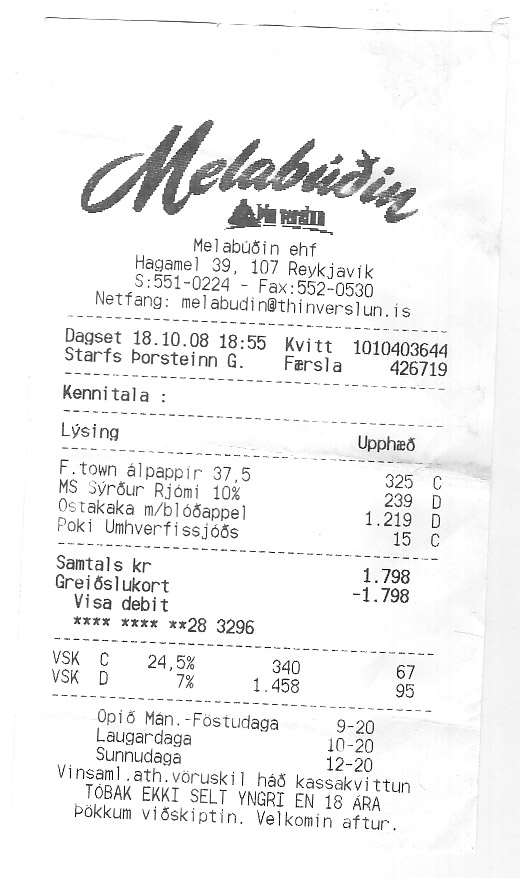 Melabúðin
Þín verslun
Melabúðin ehf
Hagamel 39, 107 Reykjavík
S:551-0224 - Fax:552-0530
Netfang: melabudin@thinverslun.is
Dagset 18.10.08 18:55 Kvitt 1010403644
Starfs Þorsteinn G. Færsla 426719
Kennitala :
Lýsing Upphæð
F.town álpappír 37,5 325 C
MS Sýrður Rjómi 10% 239 D
Ostakaka m/blóðappel 1.219 D
Poki Umhverfissjóðs 15 C
Samtals kr 1.798
Greiðslukort -1.798
Visa debit
**** **** **28 3296
VSK C 24,5% 340 67
VSK D 7% 1.458 95
Opið Mán.-Föstudaga 9-20
Laugardaga 10-20
Sunnudaga 12-20
Vinsaml.ath.vöruskil háð kassakvittun
TÓBAK EKKI SELT YNGRI EN 18 ÁRA
Þökkum viðskiptin. Velkomin aftur.